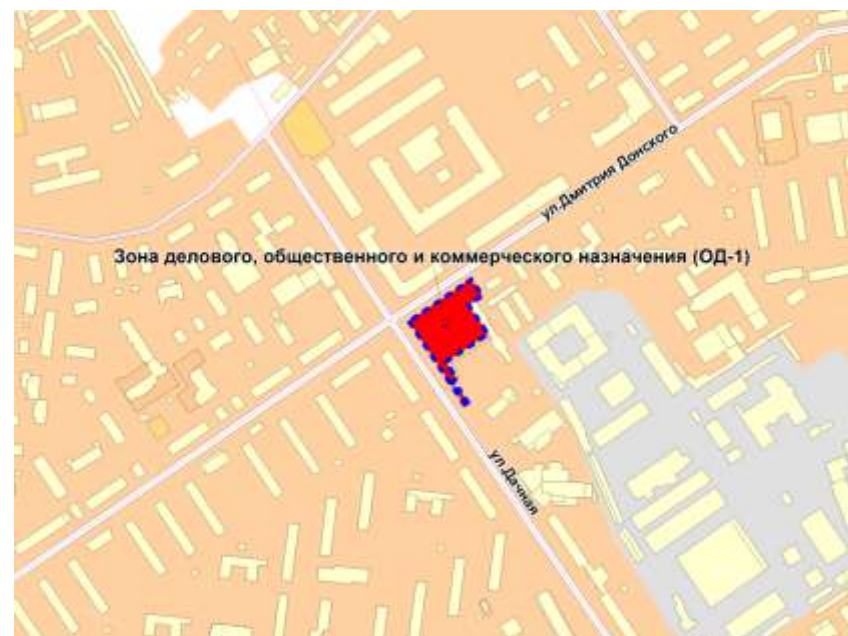 ул.Дмитрия Донского
Зона делового, общественного и коммерческого назначения (ОД-1)
ул.Дачная